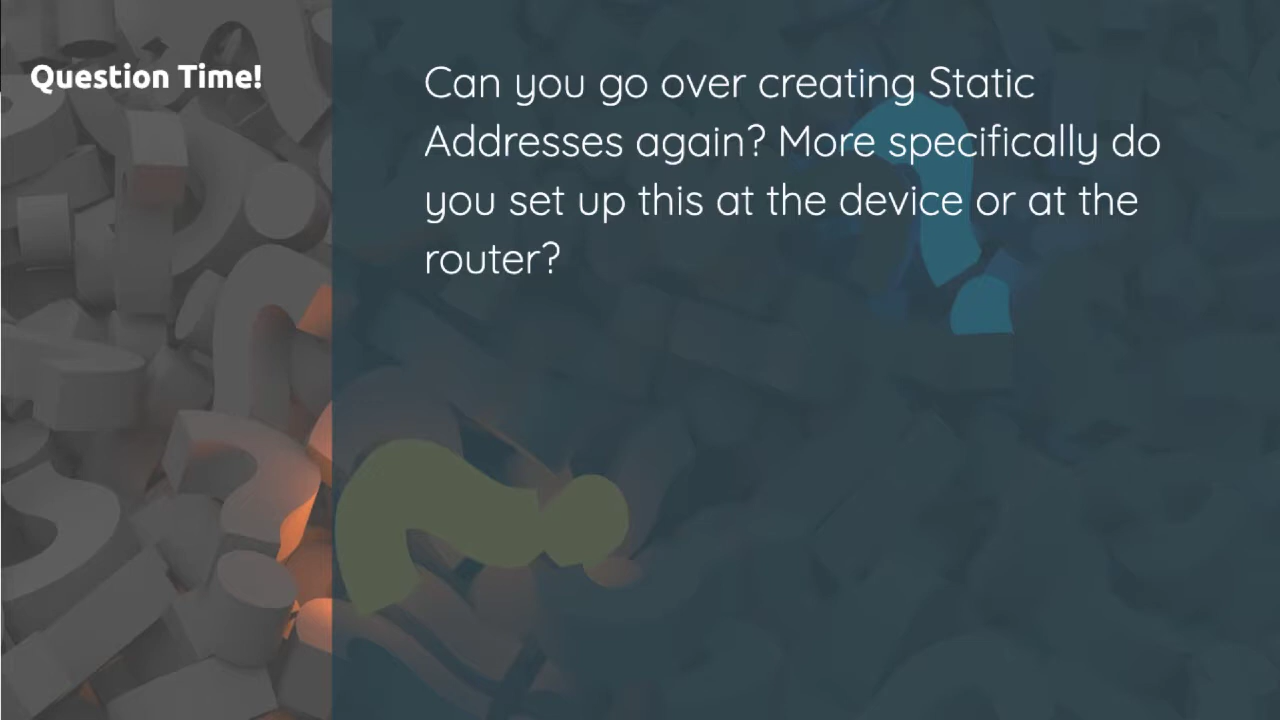 Question Time!
Can you go over creating Static
Addresses again? More specifically do
you set up this at the device or at the
router?